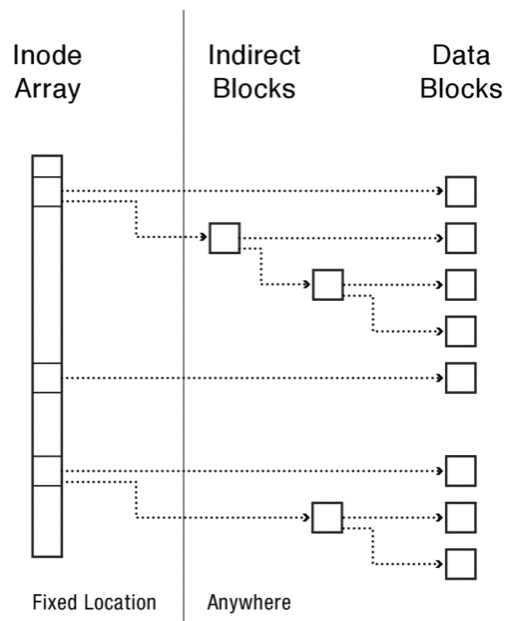 Inode
Array
Indirect
Blocks
Data
Blocks
Fixed Location
Anywhere